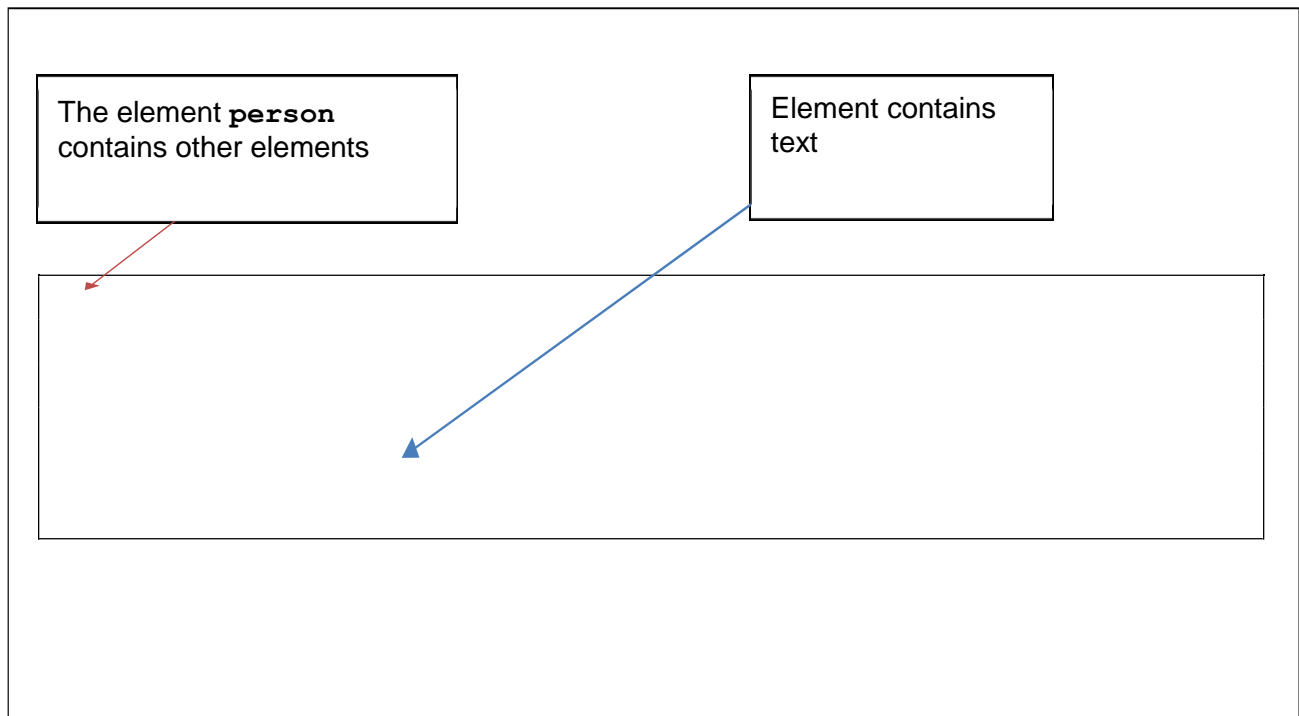 The element person
contains other elements
Element contains
text